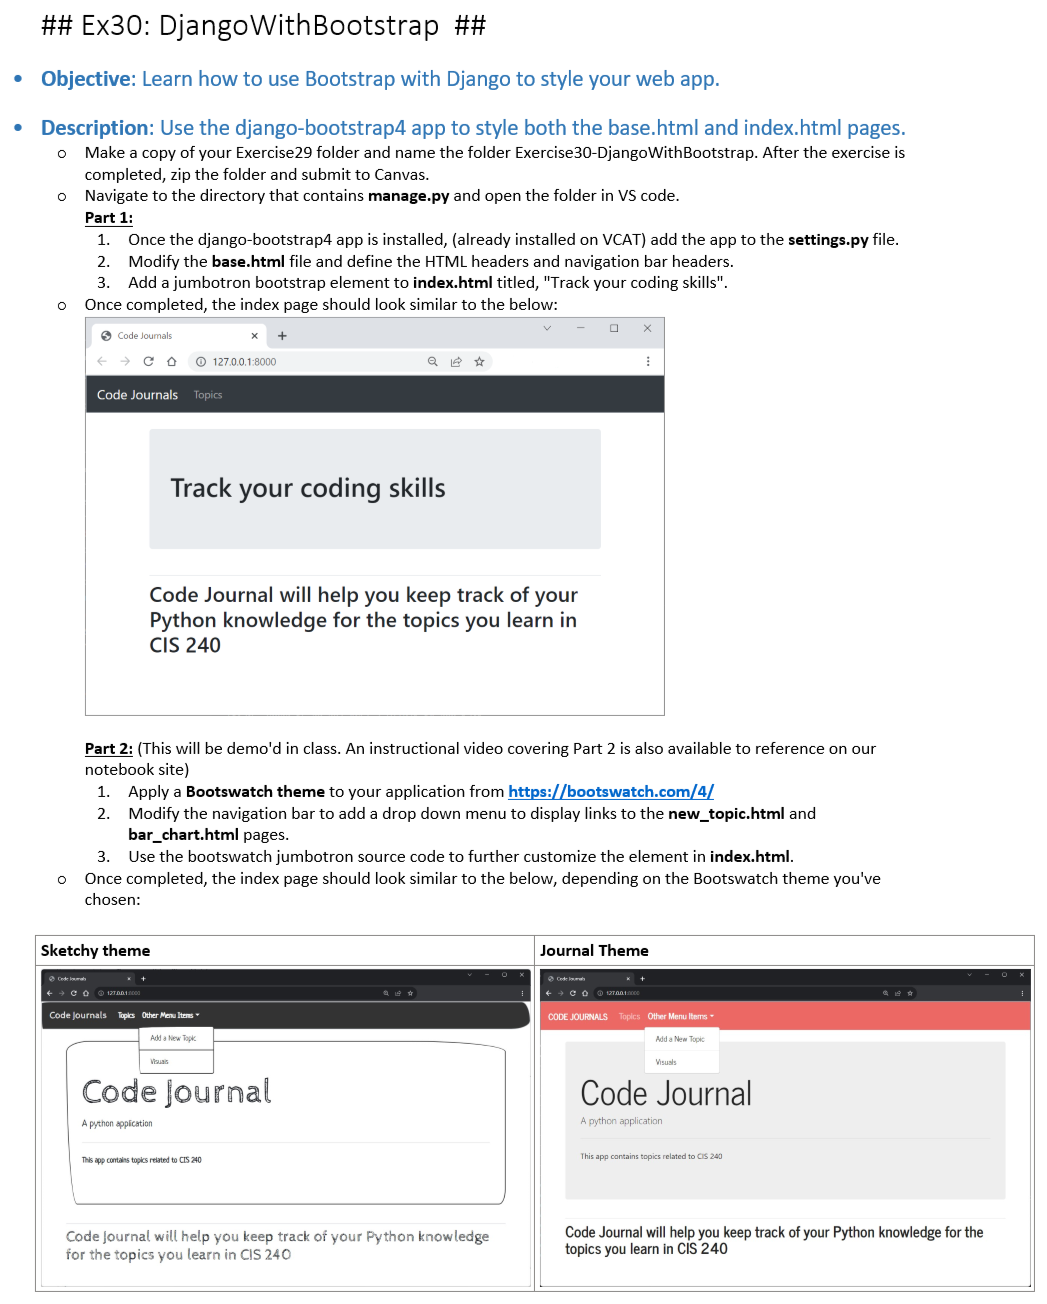 ## Ex30: DjangoWithBootstrap ##
• Objective: Learn how to use Bootstrap with Django to style your web app.
• Description: Use the django-bootstrap4 app to style both the base.html and index.html pages.
o Make a copy of your Exercise29 folder and name the folder Exercise30-DjangoWithBootstrap. After the exercise is
completed, zip the folder and submit to Canvas.
o Navigate to the directory that contains manage.py and open the folder in VS code.
Part 1:
1. Once the django-bootstrap4 app is installed, (already installed on VCAT) add the app to the settings.py file.
2. Modify the base.html file and define the HTML headers and navigation bar headers.
3. Add a jumbotron bootstrap element to index.html titled, "Track your coding skills".
o Once completed, the index page should look similar to the below:
Code Journals
127.0.0.1:8000
Code Journals Topics
Track your coding skills
Code Journal will help you keep track of your
Python knowledge for the topics you learn in
CIS 240
Part 2: (This will be demo'd in class. An instructional video covering Part 2 is also available to reference on our
notebook site)
1. Apply a Bootswatch theme to your application from https://bootswatch.com/4/
2. Modify the navigation bar to add a drop down menu to display links to the new_topic.html and
bar_chart.html pages.
3. Use the bootswatch jumbotron source code to further customize the element in index.html.
o Once completed, the index page should look similar to the below, depending on the Bootswatch theme you've
chosen:
Sketchy theme
Code Journals
127.0.0.1:8000
Code Journals Topics Other Menu Items
Add a New Topic
Visuals
Code Journal
A python application
This app contains topics related to CIS 240
Code Journal will help you keep track of your Python knowledge
for the topics you learn in CIS 240
Journal Theme
Code Journals
127.0.0.1:8000
CODE JOURNALS Topics Other Menu Items
Add a New Topic
Visuals
Code Journal
A python application
This app contains topics related to CIS 240
Code Journal will help you keep track of your Python knowledge for the
topics you learn in CIS 240